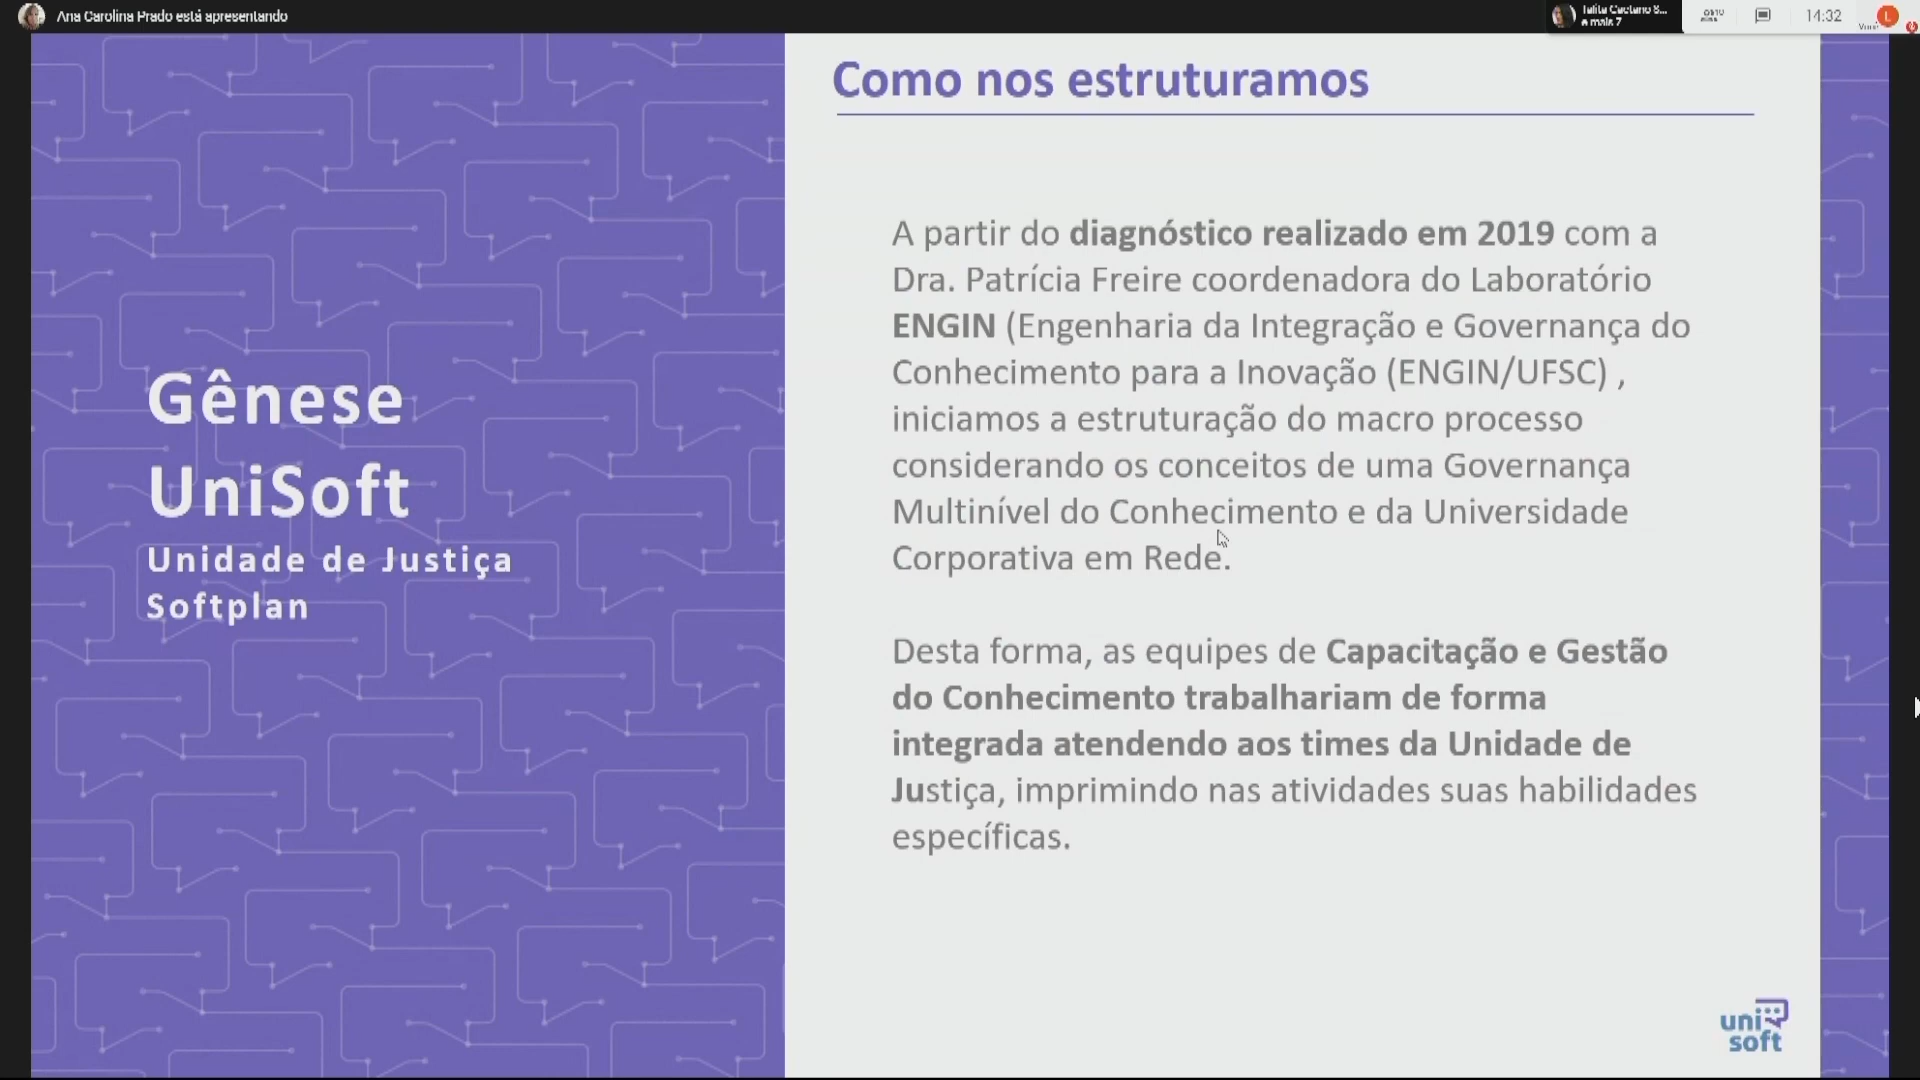 Ana Carolina Prado está apresentando
Talita Caetano S...
e mais 7
14:32
L
Gênese
UniSoft
Unidade de Justiça
Softplan
Como nos estruturamos
A partir do diagnóstico realizado em 2019 com a
Dra. Patrícia Freire coordenadora do Laboratório
ENGIN (Engenharia da Integração e Governança do
Conhecimento para a Inovação (ENGIN/UFSC) ,
iniciamos a estruturação do macro processo
considerando os conceitos de uma Governança
Multinível do Conhecimento e da Universidade
Corporativa em Rede.
Desta forma, as equipes de Capacitação e Gestão
do Conhecimento trabalhariam de forma
integrada atendendo aos times da Unidade de
Justiça, imprimindo nas atividades suas habilidades
específicas.
uni
soft